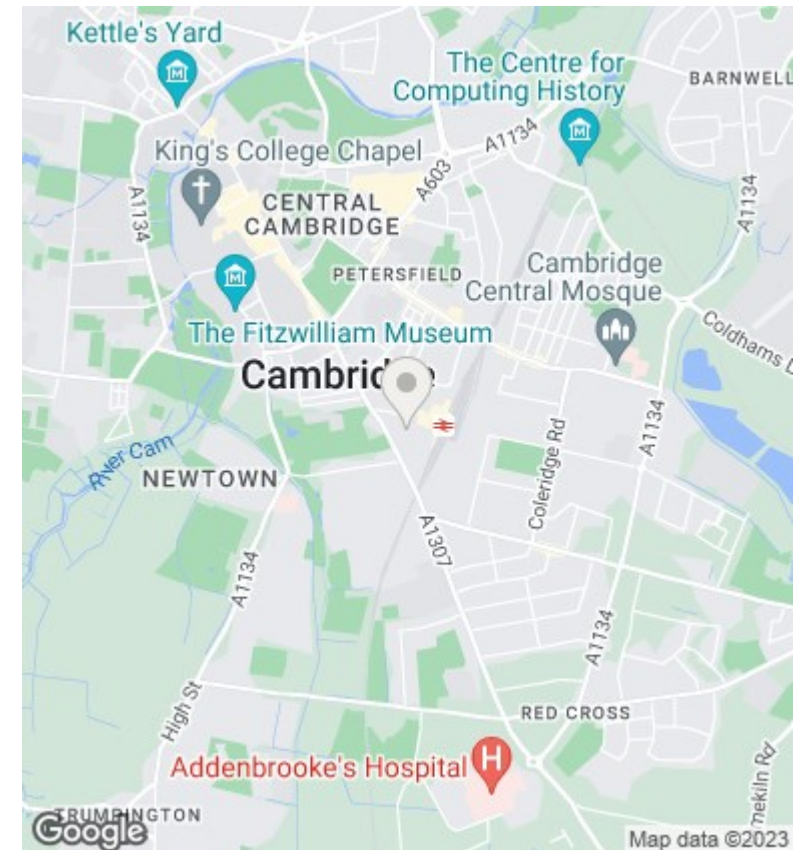 Kettle's Yard
The Centre for
Computing History
BARNWELL
A1134
King's College Chapel
A603
A1134
A1134
CENTRAL
CAMBRIDGE
PETERSFIELD
Cambridge
Central Mosque
The Fitzwilliam Museum
Coldhams L
Cambridge
A1134
River Cam
NEWTOWN
Coleridge Rd
A1307
A1134
A1134
High St
RED CROSS
Addenbrooke's Hospital
H
TRUMPINGTON
Google
Map data ©2023